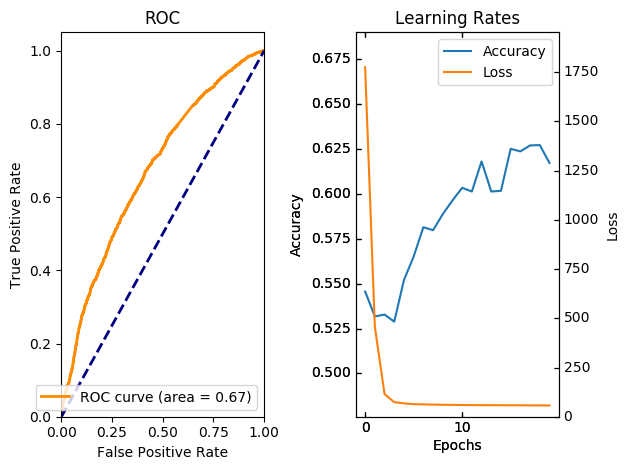 ROC
True Positive Rate
1.0
0.8
0.6
0.4
0.2
0.0
ROC curve (area = 0.67)
0.00 0.25 0.50 0.75 1.00
False Positive Rate
Learning Rates
Accuracy
Loss
Accuracy
0.675
0.650
0.625
0.600
0.575
0.550
0.525
0.500
1750
1500
1250
1000
750
500
250
0
Loss
0 10
Epochs